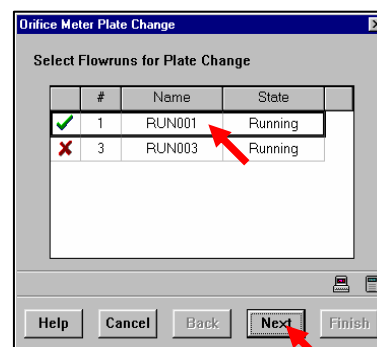 Orifice Meter Plate Change
Select Flowruns for Plate Change
# Name State
1 RUN001 Running
3 RUN003 Running
Help Cancel Back Next Finish